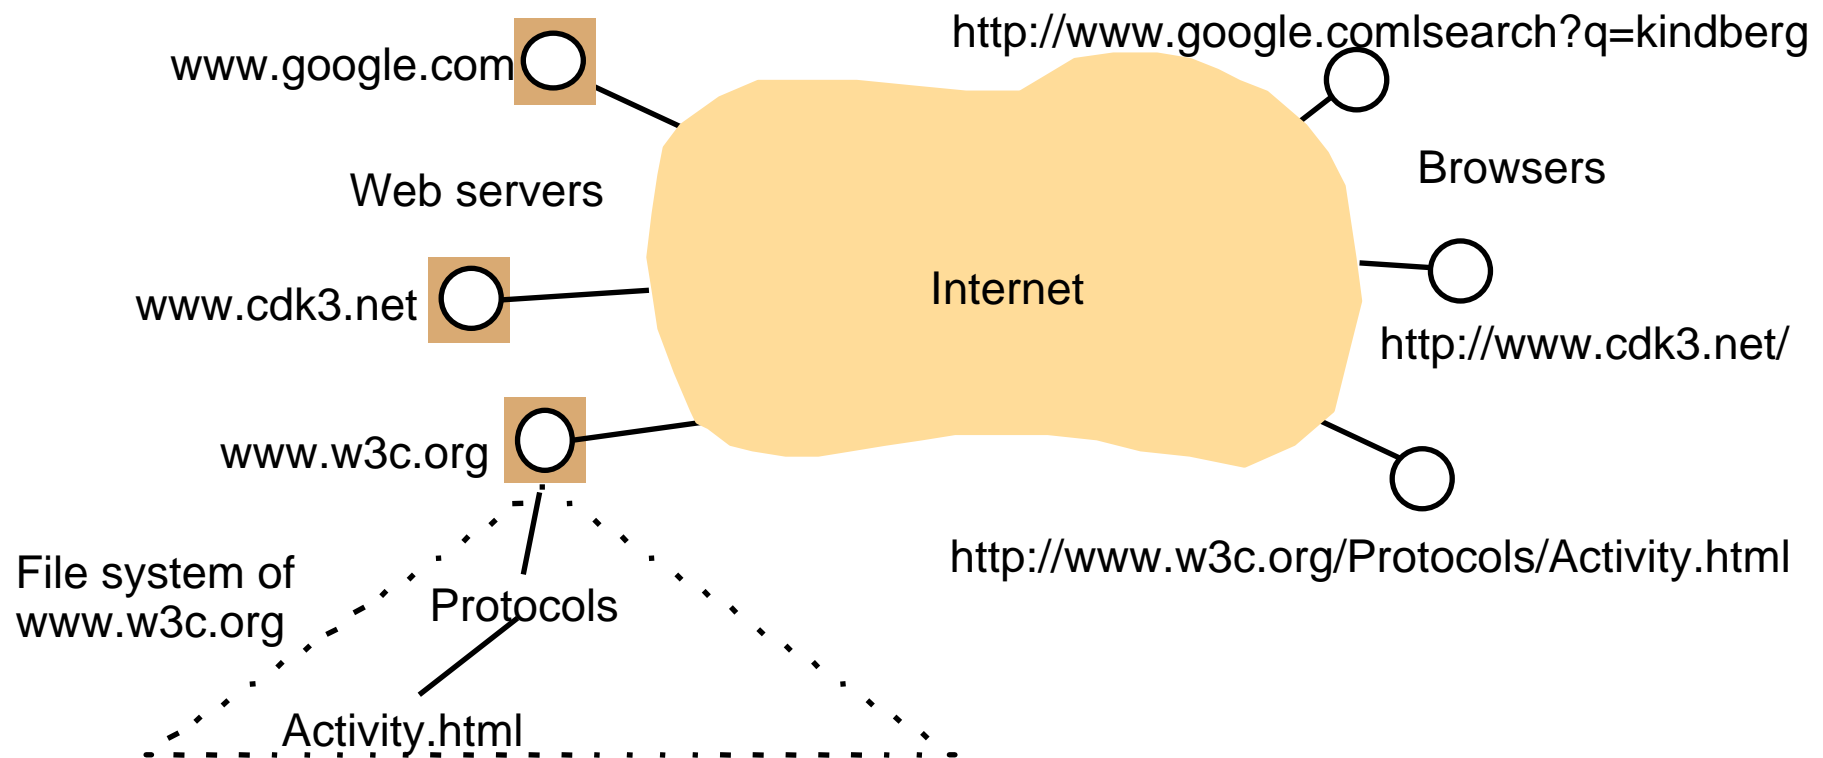 http://www.google.comlsearch?q=kindberg
www.google.com
Browsers
Web servers
Internet
www.cdk3.net
http://www.cdk3.net/
www.w3c.org
http://www.w3c.org/Protocols/Activity.html
File system of
www.w3c.org
Protocols
Activity.html